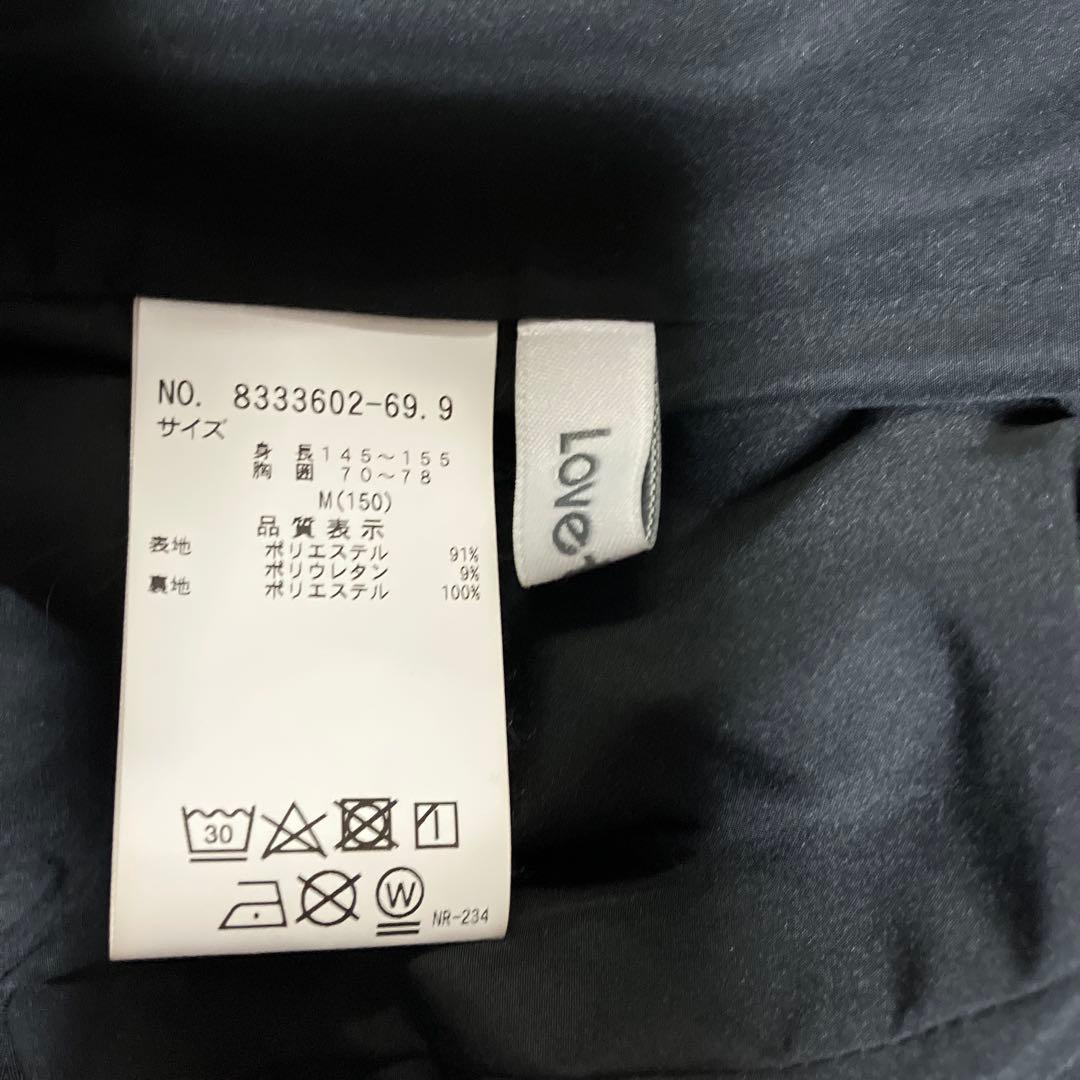 NO. 8333602-69.9
サイズ
身長145～155
胸囲 70～78
M(150)
品質表示
表地 ポリエステル 91%
ポリウレタン 9%
裏地 ポリエステル 100%
30
W
NR-234
Love